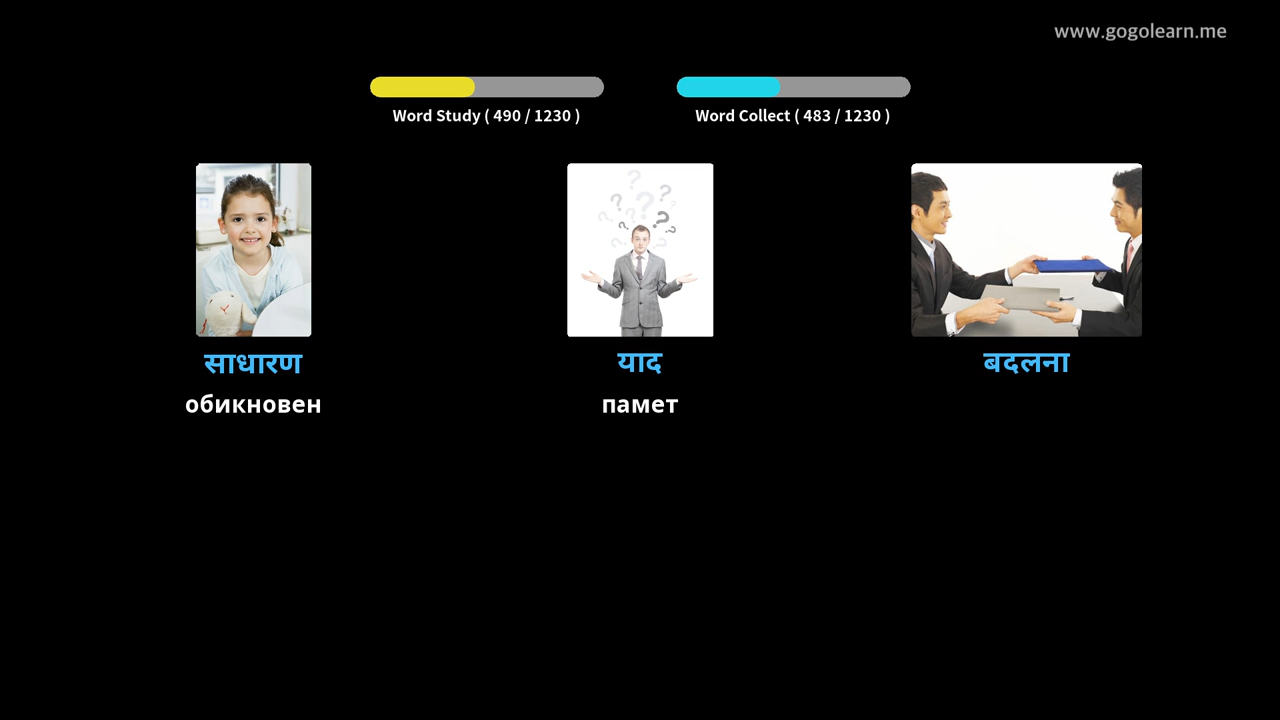 www.gogolearn.me
Word Study ( 490 / 1230 )
Word Collect ( 483 / 1230 )
साधारण
याद
बदलना
обикновен
памет